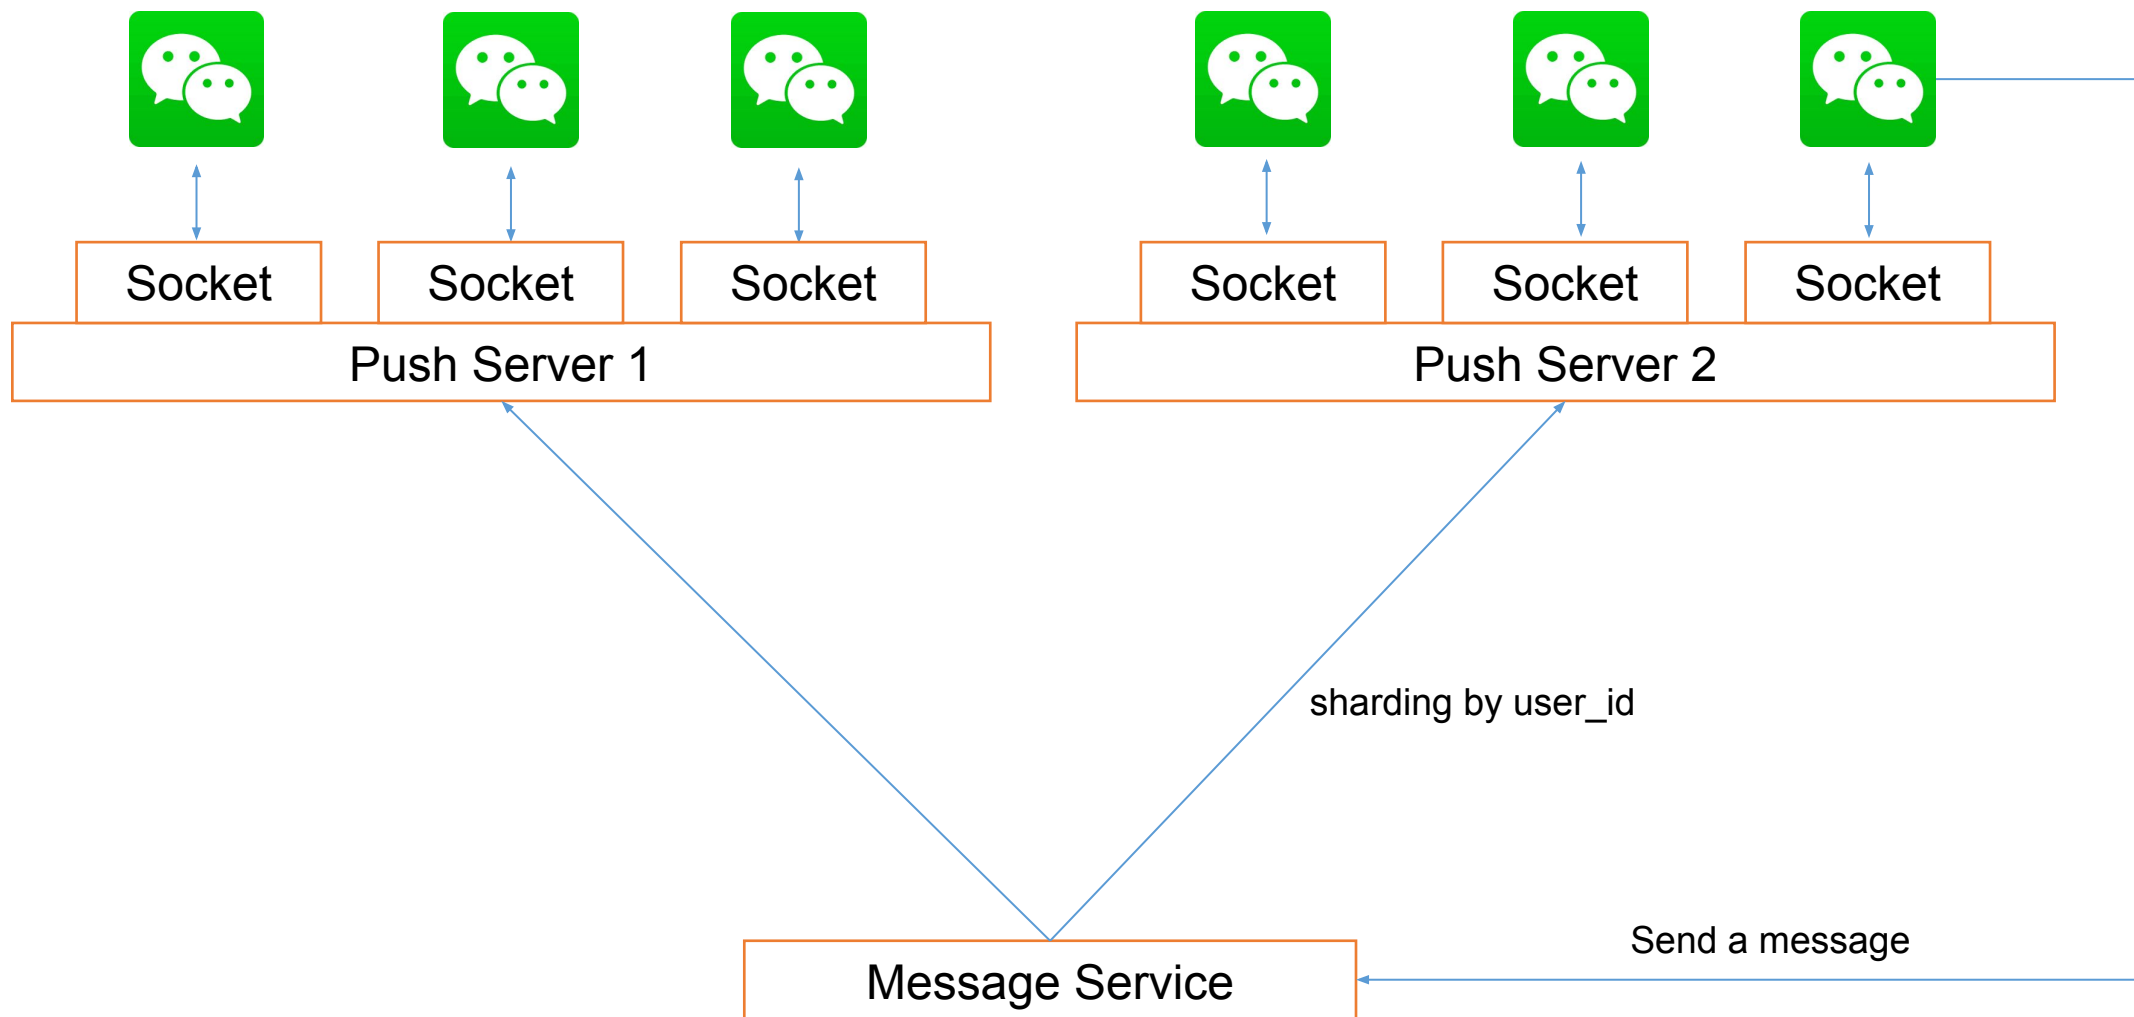 Socket
Socket
Socket
Socket
Socket
Socket
Push Server 1
Push Server 2
sharding by user_id
Send a message
Message Service